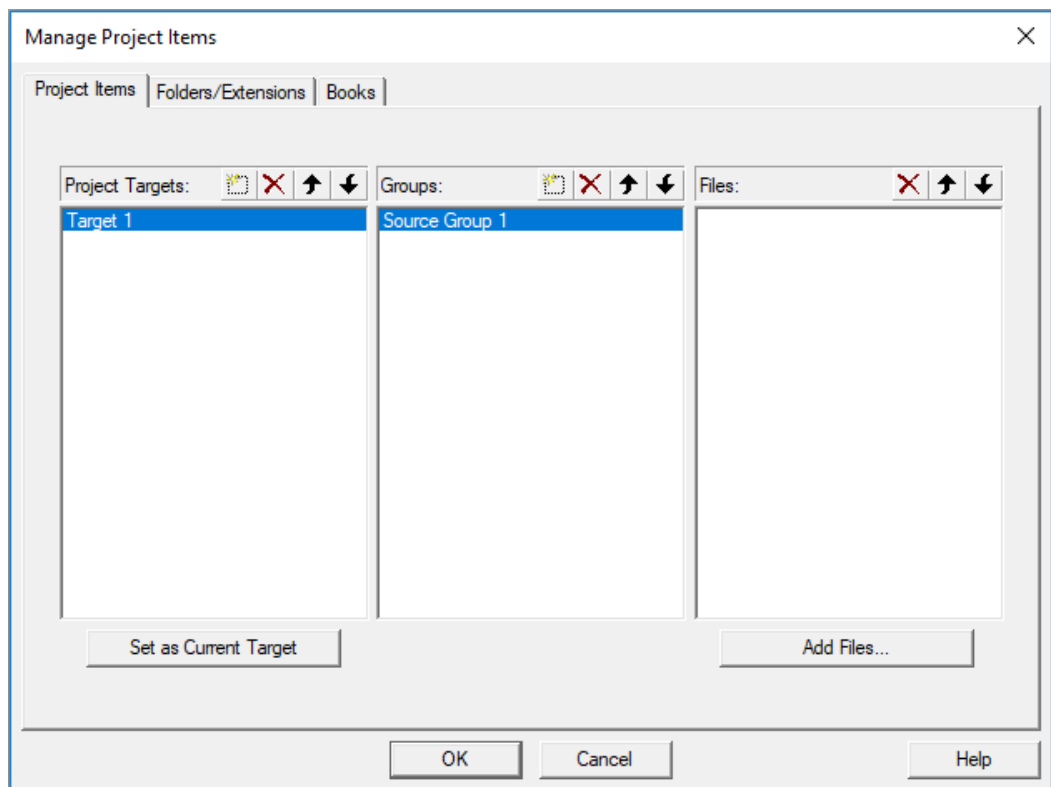 Manage Project Items
Project Items Folders/Extensions Books
Project Targets: Groups: Files:
Target 1 Source Group 1
Set as Current Target Add Files...
OK Cancel Help